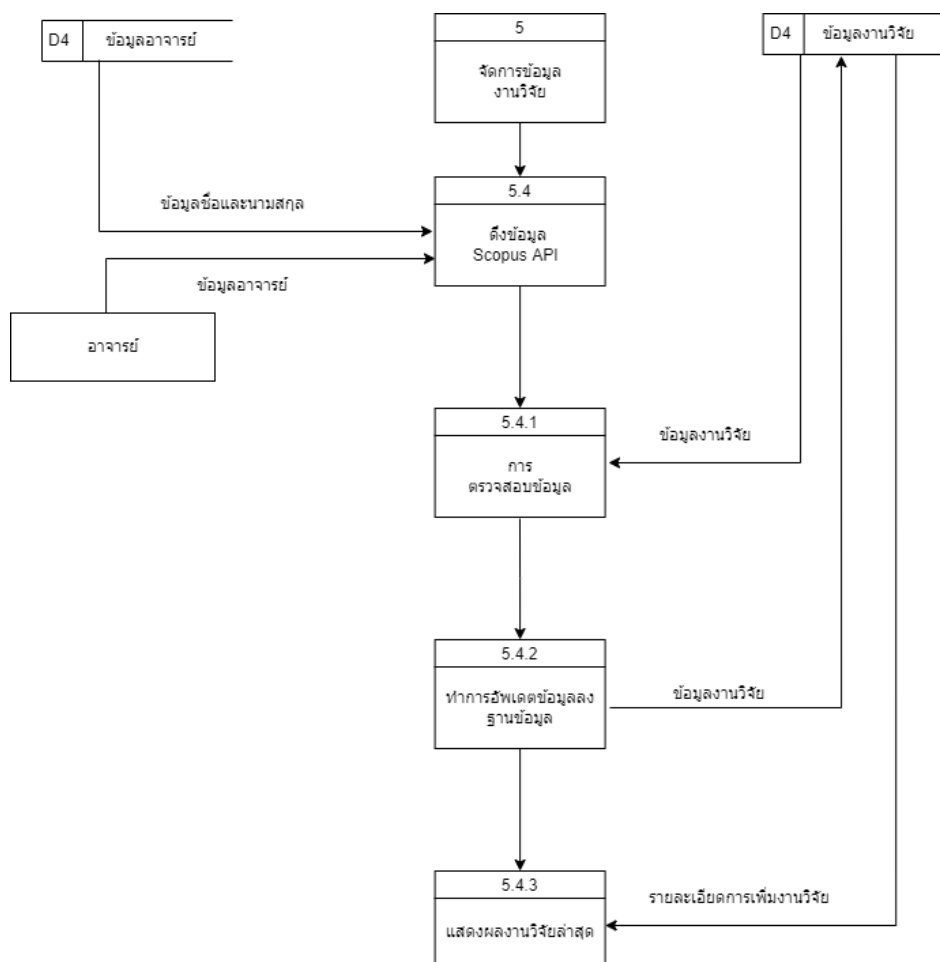 D4 ข้อมูลอาจารย์
5
จัดการข้อมูล
งานวิจัย
D4 ข้อมูลงานวิจัย
5.4
ดึงข้อมูล
Scopus API
ข้อมูลชื่อและนามสกุล
ข้อมูลอาจารย์
อาจารย์
5.4.1
การ
ตรวจสอบข้อมูล
ข้อมูลงานวิจัย
5.4.2
ทำการอัพเดตข้อมูลลง
ฐานข้อมูล
ข้อมูลงานวิจัย
5.4.3
แสดงผลงานวิจัยล่าสุด
รายละเอียดการเพิ่มงานวิจัย